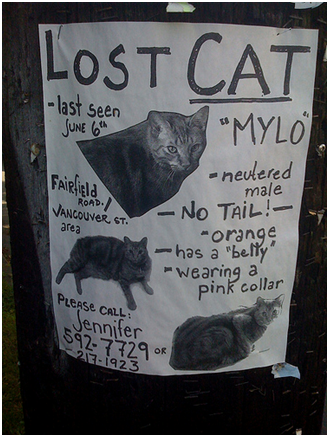 LOST CAT
-last seen
JUNE 6th
"MYLO"
-neutered
male
FAIRfield
ROAD./
VANCOUVER ST.
area
- NO TAIL! -
-orange
-has a "belly"
-wearing a
pink collar
PLEASE CALL:
Jennifer
592-7729 OR
-217-1923